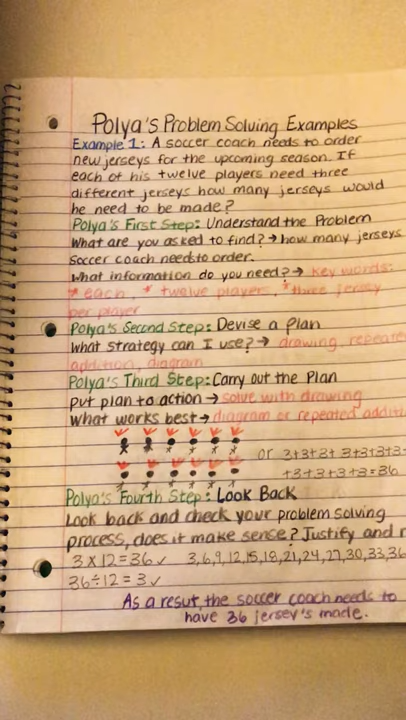 Polya's Problem Solving Examples
Example 1: A soccer coach needs to order
new jerseys for the upcoming season. If
each of his twelve players need three
different jerseys how many jerseys would
he need to be made?
Polya's First Step: Understand the Problem
What are you asked to find? → how many jerseys
soccer coach needs to order.
What information do you need? → key words:
* each * twelve players, * three jersey
per player
Polya's Second Step: Devise a Plan
What strategy can I use? → drawing, repeate
addition, diagram
Polya's Third Step: Carry out the Plan
put plan to action → solve with drawing
What works best → diagram or repeated additi
or 3+3+3+3+3+3+3+
+3+3+3+3+3=36
Polya's Fourth Step: Look Back
Look back and check your problem solving
process, does it make sense? Justify and r
3 x 12 = 36 ✓ 3,6,9,12,15,18,21,24,27,30,33,36
36 ÷ 12 = 3 ✓
As a resut, the soccer coach needs to
have 36 jersey's made.